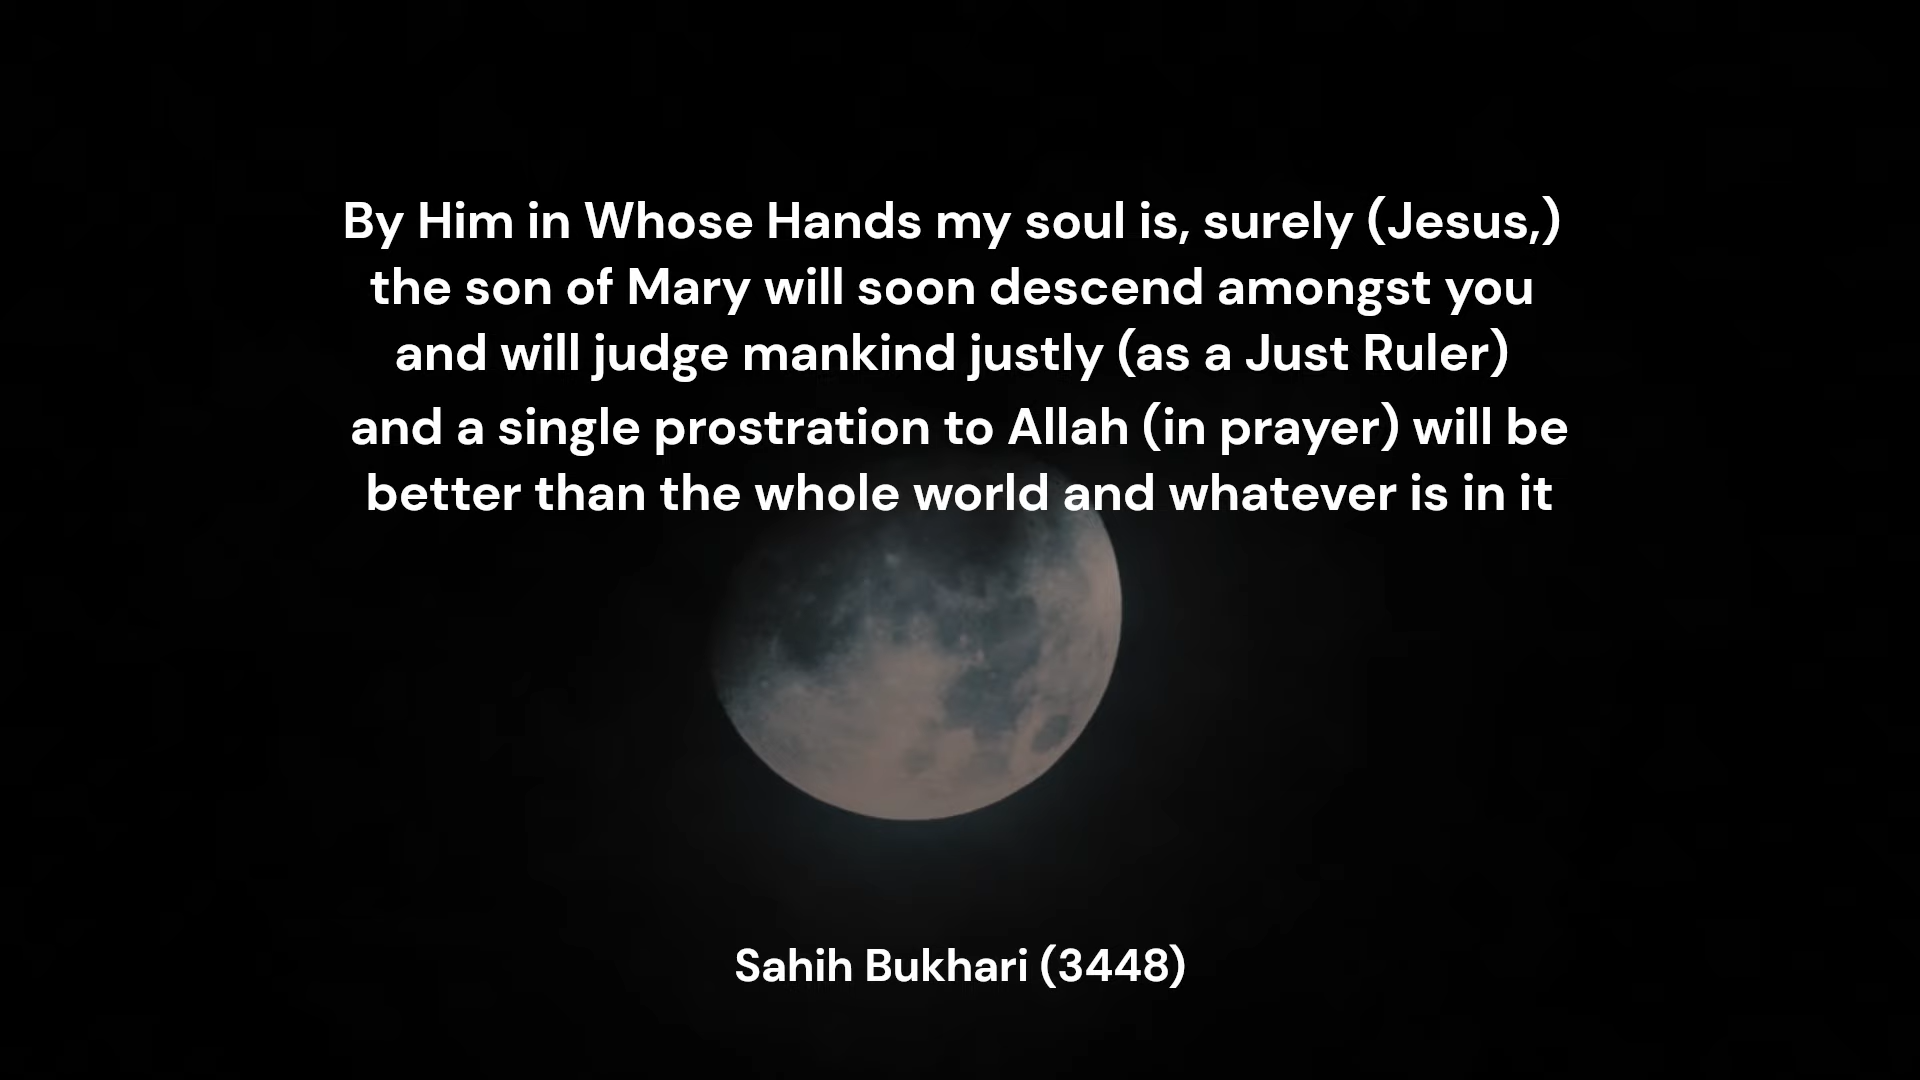 By Him in Whose Hands my soul is, surely (Jesus,)
the son of Mary will soon descend amongst you
and will judge mankind justly (as a Just Ruler)
and a single prostration to Allah (in prayer) will be
better than the whole world and whatever is in it
Sahih Bukhari (3448)